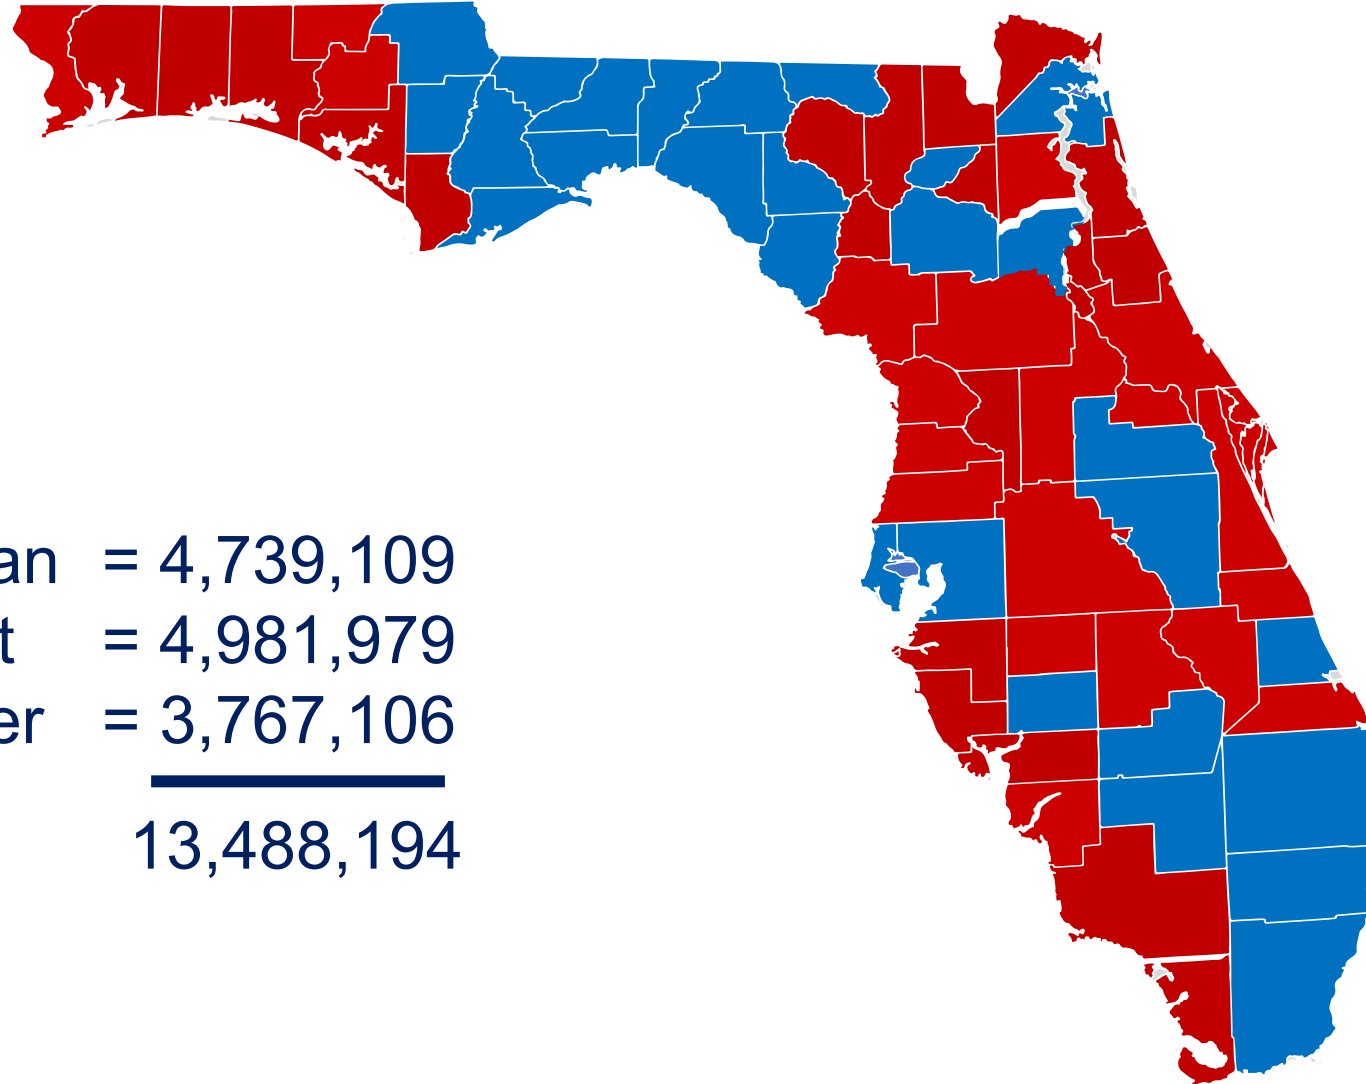 an = 4,739,109
t = 4,981,979
er = 3,767,106
13,488,194